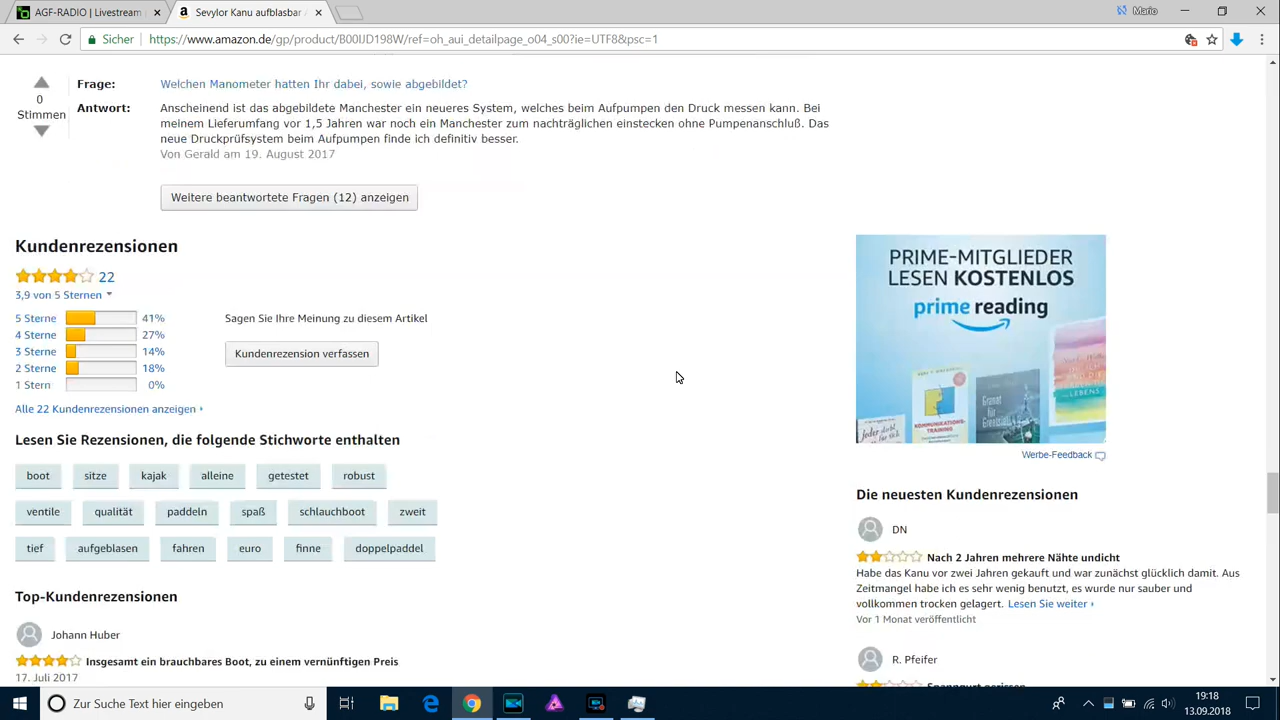 AGF-RADIO | Livestream
Sevylor Kanu aufblasbar
Mario
Sicher
https://www.amazon.de/gp/product/B00IJD198W/ref=oh_aui_detailpage_o04_s00?ie=UTF8&psc=1
0
Stimmen
Frage:
Welchen Manometer hatten Ihr dabei, sowie abgebildet?
Antwort:
Anscheinend ist das abgebildete Manchester ein neueres System, welches beim Aufpumpen den Druck messen kann. Bei
meinem Lieferumfang vor 1,5 Jahren war noch ein Manchester zum nachträglichen einstecken ohne Pumpenanschluß. Das
neue Druckprüfsystem beim Aufpumpen finde ich definitiv besser.
Von Gerald am 19. August 2017
Weitere beantwortete Fragen (12) anzeigen
Kundenrezensionen
22
3,9 von 5 Sternen
5 Sterne 41%
4 Sterne 27%
3 Sterne 14%
2 Sterne 18%
1 Stern 0%
Sagen Sie Ihre Meinung zu diesem Artikel
Kundenrezension verfassen
Alle 22 Kundenrezensionen anzeigen ›
Lesen Sie Rezensionen, die folgende Stichworte enthalten
boot sitze kajak alleine getestet robust
ventile qualität paddeln spaß schlauchboot zweit
tief aufgeblasen fahren euro finne doppelpaddel
Top-Kundenrezensionen
Johann Huber
Insgesamt ein brauchbares Boot, zu einem vernünftigen Preis
17. Juli 2017
PRIME-MITGLIEDER
LESEN KOSTENLOS
prime reading
KOMMUNIKATIONS-
TRAINING
Werbe-Feedback
Die neuesten Kundenrezensionen
DN
Nach 2 Jahren mehrere Nähte undicht
Habe das Kanu vor zwei Jahren gekauft und war zunächst glücklich damit. Aus
Zeitmangel habe ich es sehr wenig benutzt, es wurde nur sauber und
vollkommen trocken gelagert. Lesen Sie weiter ›
Vor 1 Monat veröffentlicht
R. Pfeifer
Spanngurt gerissen
Zur Suche Text hier eingeben
19:18
13.09.2018